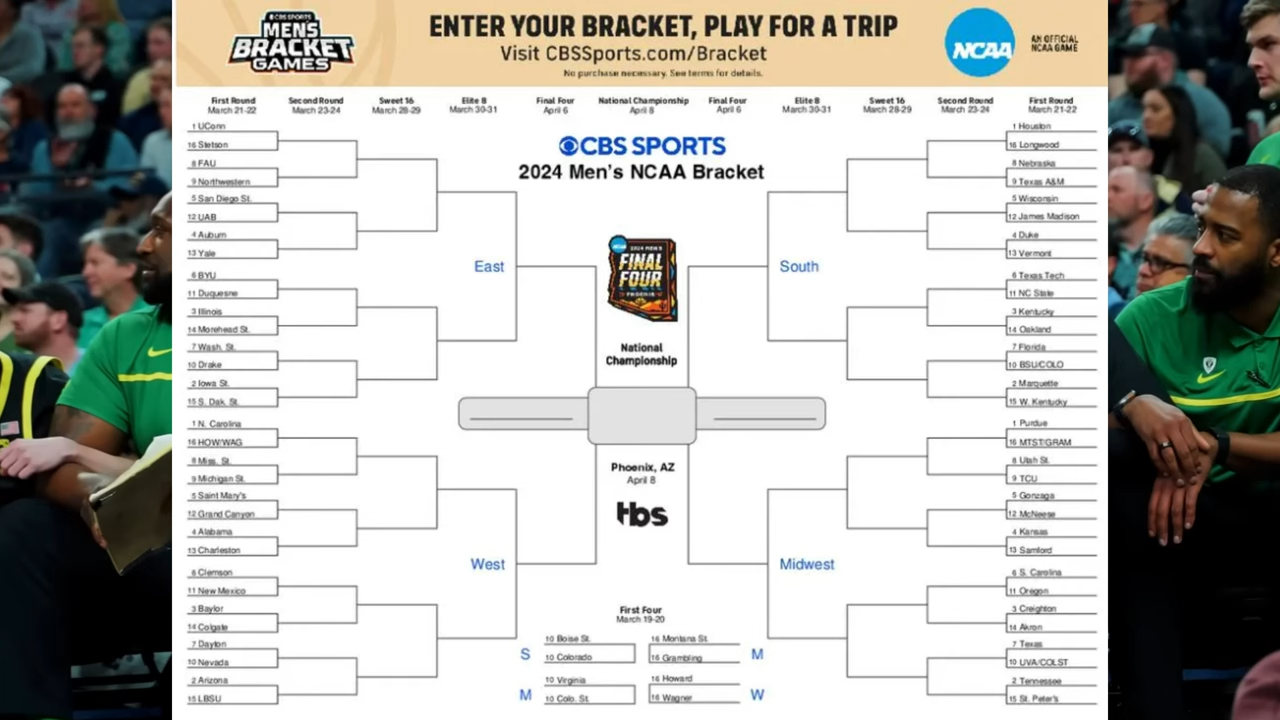 CBS SPORTS
MEN'S
BRACKET
GAMES
ENTER YOUR BRACKET, PLAY FOR A TRIP
Visit CBSSports.com/Bracket
No purchase necessary. See terms for details.
NCAA
AN OFFICIAL
NCAA GAME
First Round
March 21-22
Second Round
March 23-24
Sweet 16
March 28-29
Elite 8
March 30-31
Final Four
April 6
National Championship
April 8
Final Four
April 6
Elite 8
March 30-31
Sweet 16
March 28-29
Second Round
March 23-24
First Round
March 21-22
CBS SPORTS
2024 Men's NCAA Bracket
1 UConn
16 Stetson
8 FAU
9 Northwestern
5 San Diego St.
12 UAB
4 Auburn
13 Yale
6 BYU
11 Duquesne
3 Illinois
14 Morehead St.
7 Wash. St.
10 Drake
2 Iowa St.
15 S. Dak. St.
East
1 N. Carolina
16 HOW/WAG
8 Miss. St.
9 Michigan St.
5 Saint Mary's
12 Grand Canyon
4 Alabama
13 Charleston
6 Clemson
11 New Mexico
3 Baylor
14 Colgate
7 Dayton
10 Nevada
2 Arizona
15 LBSU
West
NCAA
2024 MEN'S
FINAL
FOUR
PHOENIX
National
Championship
Phoenix, AZ
April 8
tbs
First Four
March 19-20
S
10 Boise St.
10 Colorado
16 Montana St.
16 Grambling
M
M
10 Virginia
10 Colo. St.
16 Howard
16 Wagner
W
1 Houston
16 Longwood
8 Nebraska
9 Texas A&M
5 Wisconsin
12 James Madison
4 Duke
13 Vermont
6 Texas Tech
11 NC State
3 Kentucky
14 Oakland
7 Florida
10 BSU/COLO
2 Marquette
15 W. Kentucky
South
1 Purdue
16 MTST/GRAM
8 Utah St.
9 TCU
5 Gonzaga
12 McNeese
4 Kansas
13 Samford
6 S. Carolina
11 Oregon
3 Creighton
14 Akron
7 Texas
10 UVA/COLST
2 Tennessee
15 St. Peter's
Midwest